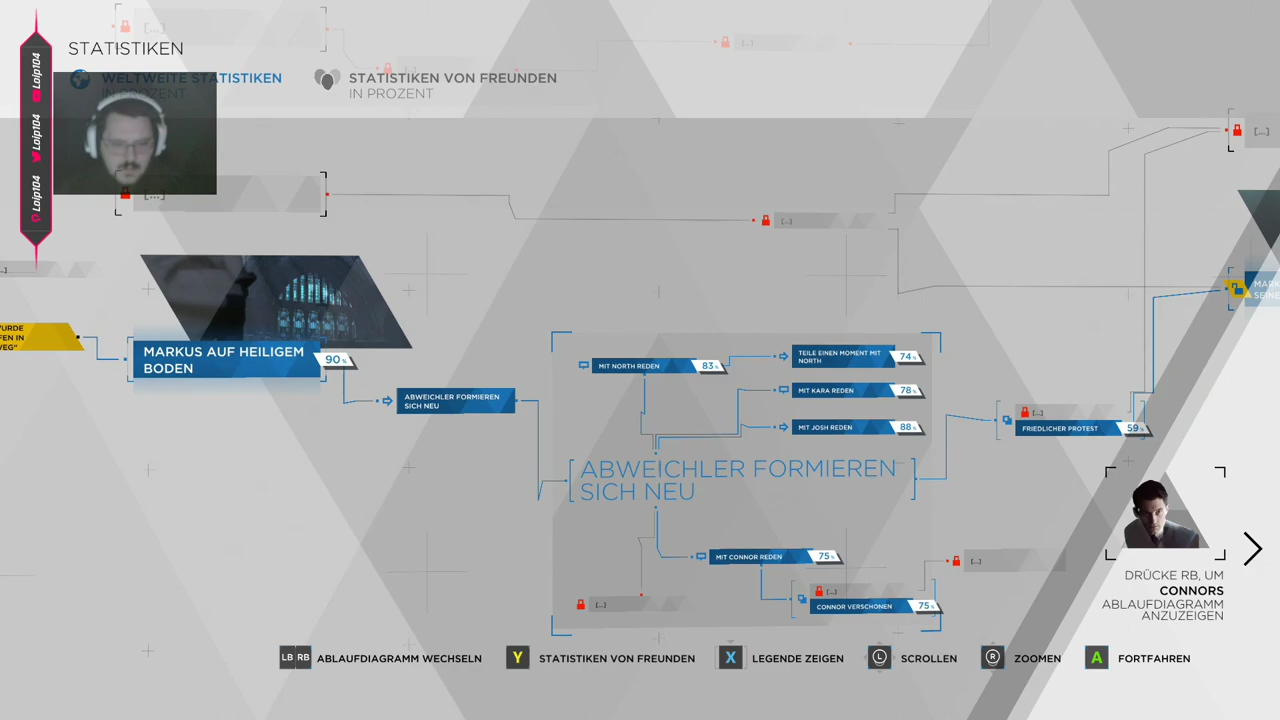 [...]
[...]
STATISTIKEN
WELTWEITE STATISTIKEN
IN PROZENT
STATISTIKEN VON FREUNDEN
IN PROZENT
Loip104
Loip104
Loip104
[...]
[...]
[...]
MARKUS AUF HEILIGEM
BODEN
90%
ABWEICHLER FORMIEREN
SICH NEU
MIT NORTH REDEN
83%
TEILE EINEN MOMENT MIT
NORTH
74%
MIT KARA REDEN
78%
MIT JOSH REDEN
88%
ABWEICHLER FORMIEREN
SICH NEU
[...]
FRIEDLICHER PROTEST
59%
MIT CONNOR REDEN
75%
[...]
[...]
[...]
CONNOR VERSCHONEN
75%
DRÜCKE RB, UM
CONNORS
ABLAUFDIAGRAMM
ANZUZEIGEN
LB RB ABLAUFDIAGRAMM WECHSELN
Y STATISTIKEN VON FREUNDEN
X LEGENDE ZEIGEN
L SCROLLEN
R ZOOMEN
A FORTFAHREN